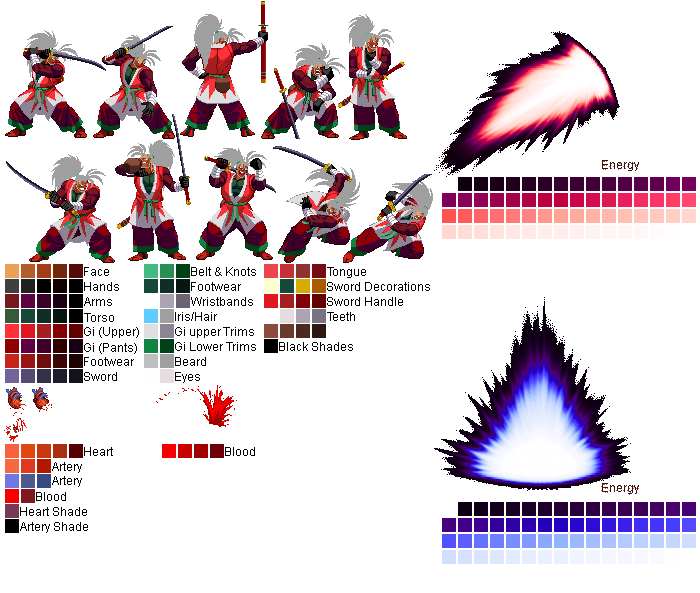 Energy
Face
Hands
Arms
Torso
Gi (Upper)
Gi (Pants)
Footwear
Sword
Belt & Knots
Footwear
Wristbands
Iris/Hair
Gi upper Trims
Gi Lower Trims
Beard
Eyes
Tongue
Sword Decorations
Sword Handle
Teeth
Black Shades
Heart
Artery
Artery
Blood
Heart Shade
Artery Shade
Blood
Energy